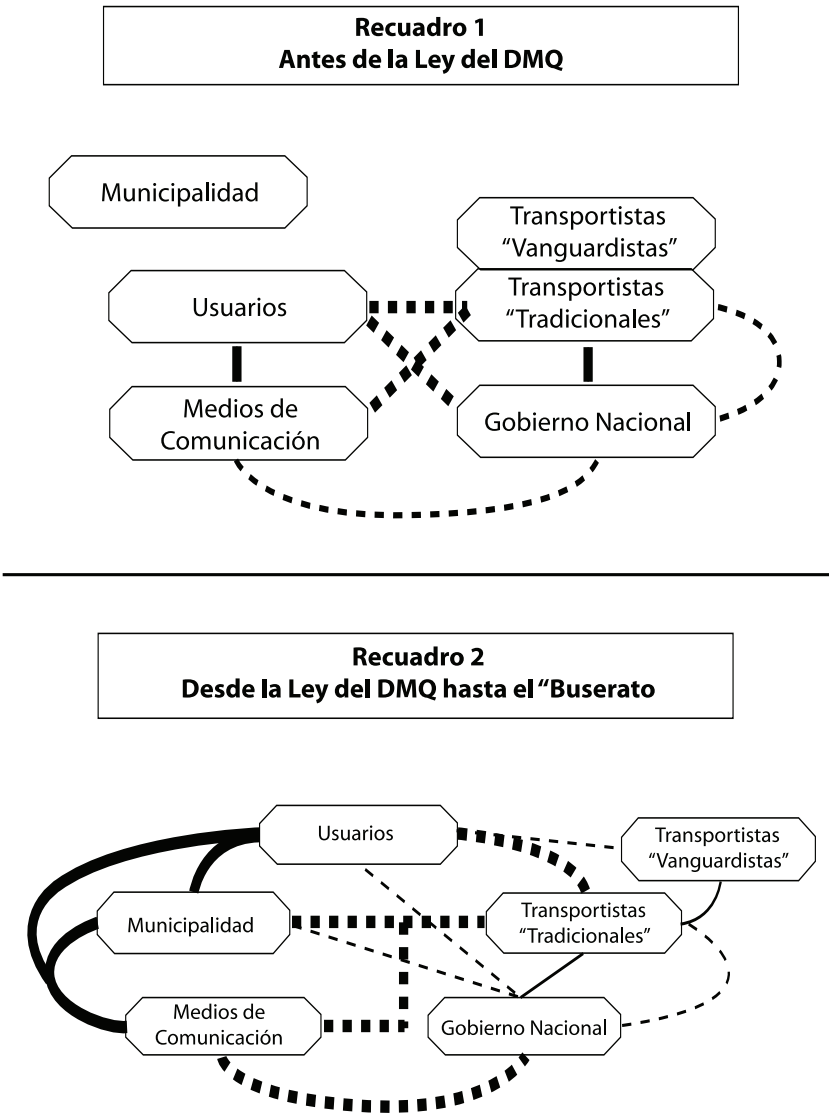 Recuadro 1
Antes de la Ley del DMQ
Municipalidad
Transportistas
“Vanguardistas”
Usuarios
Transportistas
“Tradicionales”
Medios de
Comunicación
Gobierno Nacional
Recuadro 2
Desde la Ley del DMQ hasta el “Buserato
Usuarios
Transportistas
“Vanguardistas”
Municipalidad
Transportistas
“Tradicionales”
Medios de
Comunicación
Gobierno Nacional